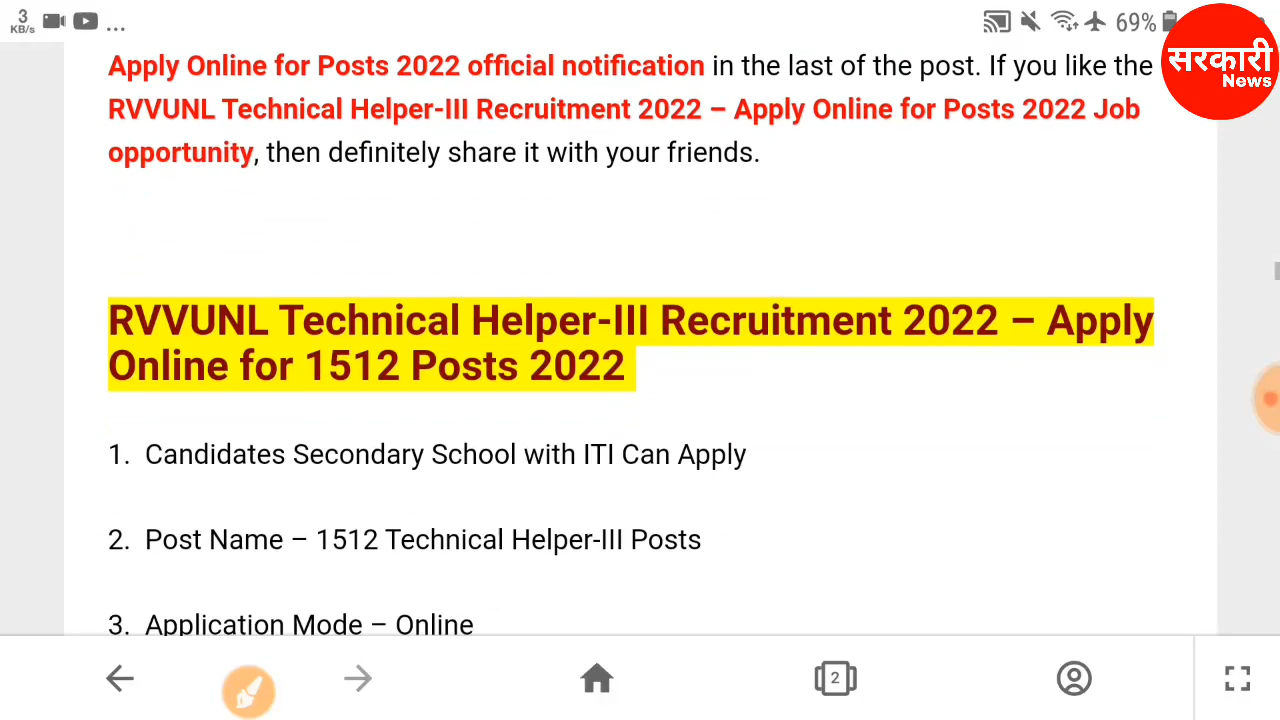 3
KB/s
...
69%
सरकारी
News
Apply Online for Posts 2022 official notification in the last of the post. If you like the
RVVUNL Technical Helper-III Recruitment 2022 – Apply Online for Posts 2022 Job
opportunity, then definitely share it with your friends.
RVVUNL Technical Helper-III Recruitment 2022 – Apply
Online for 1512 Posts 2022
1. Candidates Secondary School with ITI Can Apply
2. Post Name – 1512 Technical Helper-III Posts
3. Application Mode – Online
2